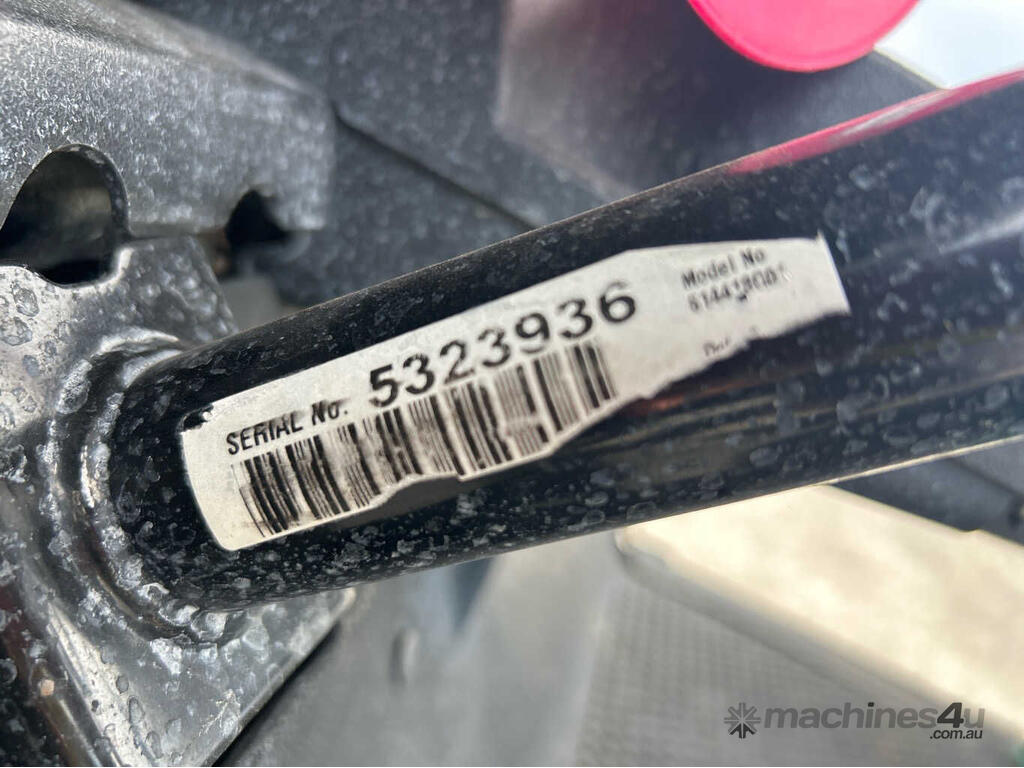 SERIAL No. 5323936
Model No
machines4u
.com.au